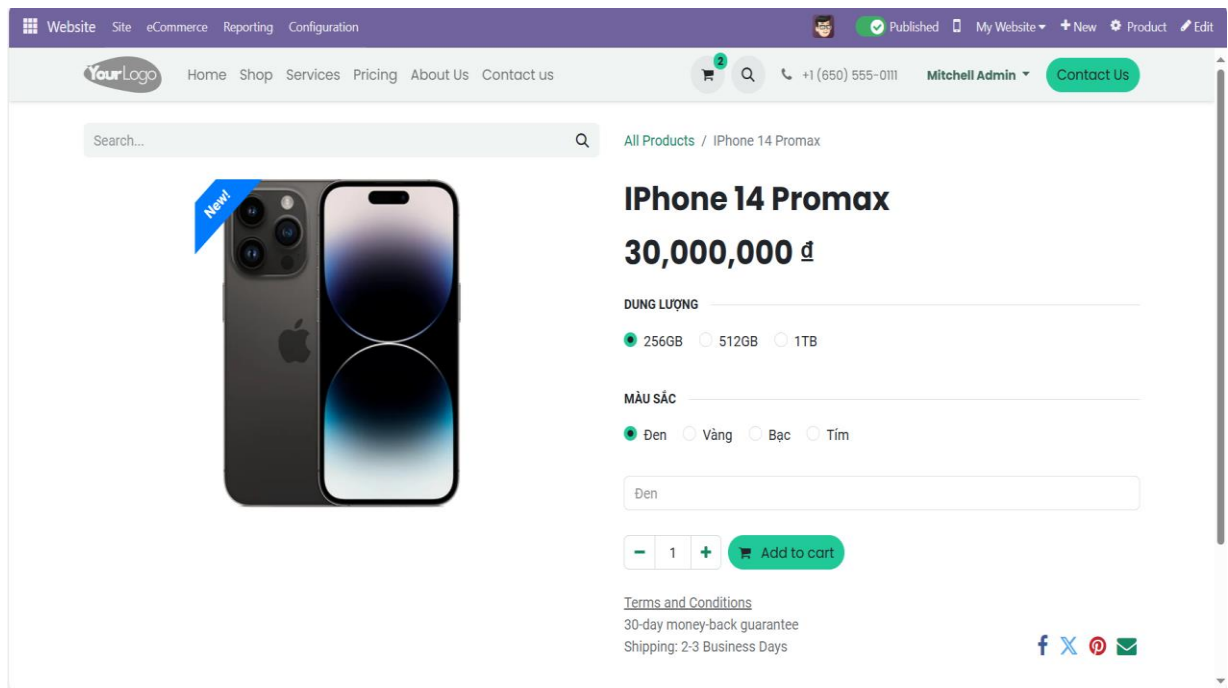 Website Site eCommerce Reporting Configuration Published My Website New Product Edit
YourLogo Home Shop Services Pricing About Us Contact us 2 +1 (650) 555-0111 Mitchell Admin Contact Us
Search...
All Products / IPhone 14 Promax
New!
IPhone 14 Promax
30,000,000 ₫
DUNG LƯỢNG
256GB 512GB 1TB
MÀU SẮC
Đen Vàng Bạc Tím
Đen
- 1 + Add to cart
Terms and Conditions
30-day money-back guarantee
Shipping: 2-3 Business Days